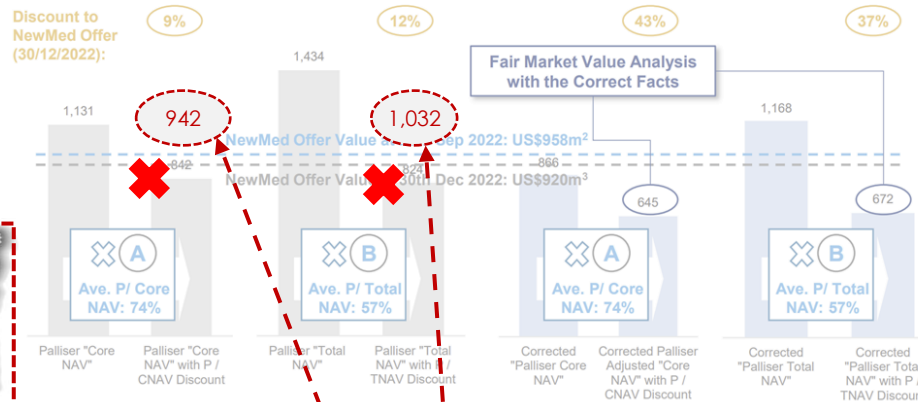 Discount to
NewMed Offer
(30/12/2022):
9%
12%
43%
37%
Fair Market Value Analysis
with the Correct Facts
1,131
942
842
1,434
1,032
824
866
645
1,168
672
NewMed Offer Value Sep 2022: US$958m2
NewMed Offer Value 30th Dec 2022: US$920m3
A
Ave. P/ Core
NAV: 74%
B
Ave. P/ Total
NAV: 57%
A
Ave. P/ Core
NAV: 74%
B
Ave. P/ Total
NAV: 57%
Palliser "Core
NAV"
Palliser "Core
NAV" with P /
CNAV Discount
Palliser "Total
NAV"
Palliser "Total
NAV" with P /
TNAV Discount
Corrected
"Palliser Core
NAV"
Corrected Palliser
Adjusted "Core
NAV" with P /
CNAV Discount
Corrected
"Palliser Total
NAV"
Corrected
"Palliser Total
NAV" with P /
TNAV Discount